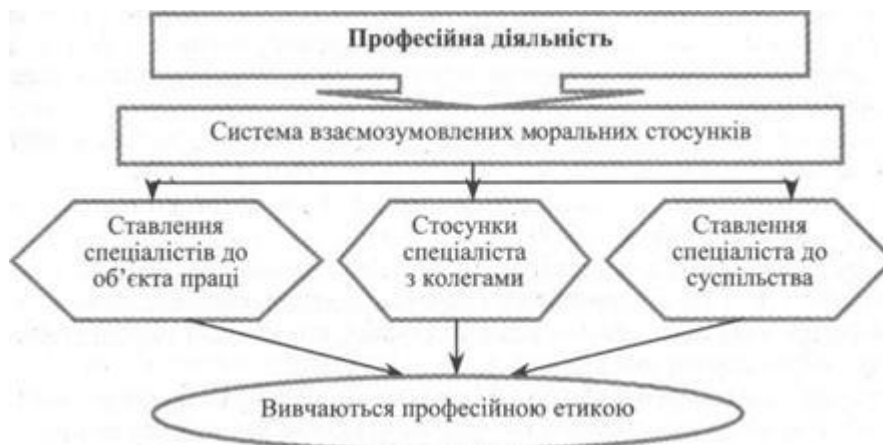 Професійна діяльність
Система взаємозумовлених моральних стосунків
Ставлення
спеціалістів до
об’єкта праці
Стосунки
спеціаліста
з колегами
Ставлення
спеціаліста до
суспільства
Вивчаються професійною етикою